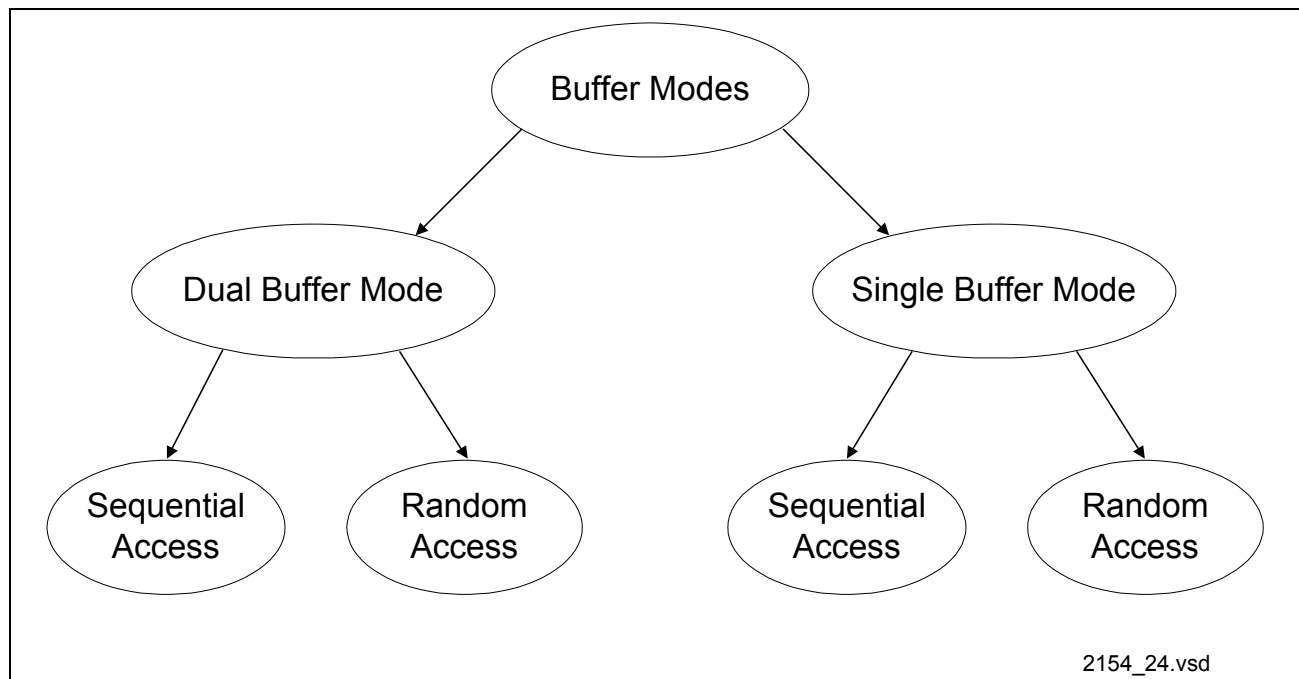 Buffer Modes
Dual Buffer Mode
Single Buffer Mode
Sequential
Access
Random
Access
Sequential
Access
Random
Access
2154_24.vsd